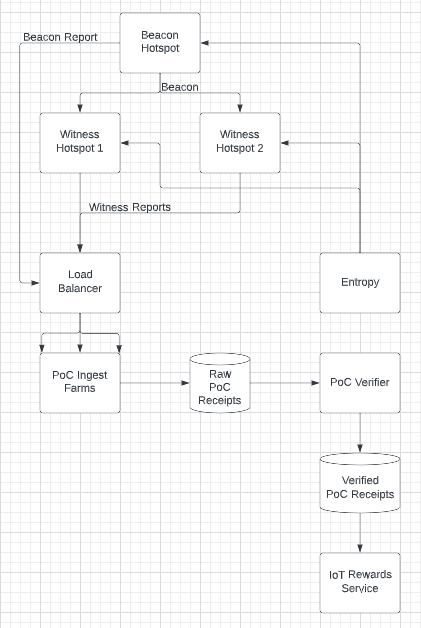 Beacon Report
Beacon
Hotspot
Beacon
Witness
Hotspot 1
Witness
Hotspot 2
Witness Reports
Load
Balancer
Entropy
PoC Ingest
Farms
Raw
PoC
Receipts
PoC Verifier
Verified
PoC Receipts
IoT Rewards
Service